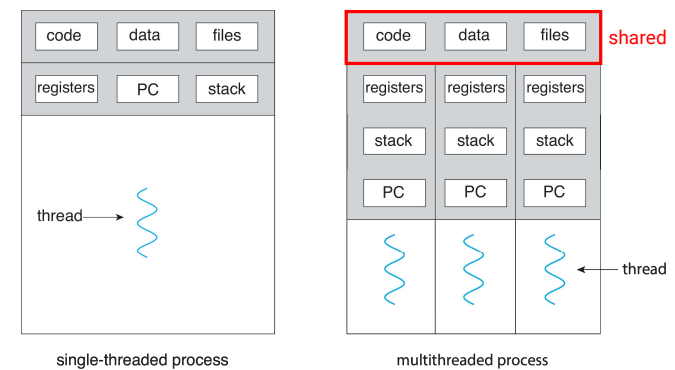 code data files
registers PC stack
thread
single-threaded process
code data files shared
registers registers registers
stack stack stack
PC PC PC
thread
multithreaded process